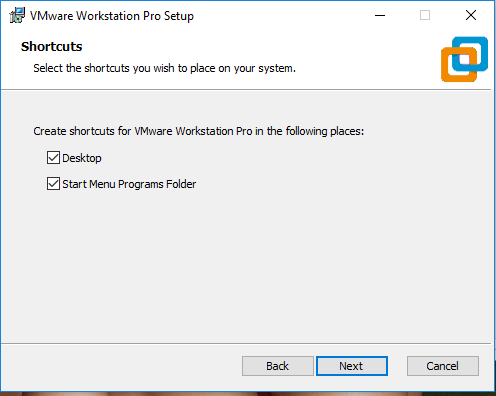 VMware Workstation Pro Setup
Shortcuts
Select the shortcuts you wish to place on your system.
Create shortcuts for VMware Workstation Pro in the following places:
Desktop
Start Menu Programs Folder
Back Next Cancel